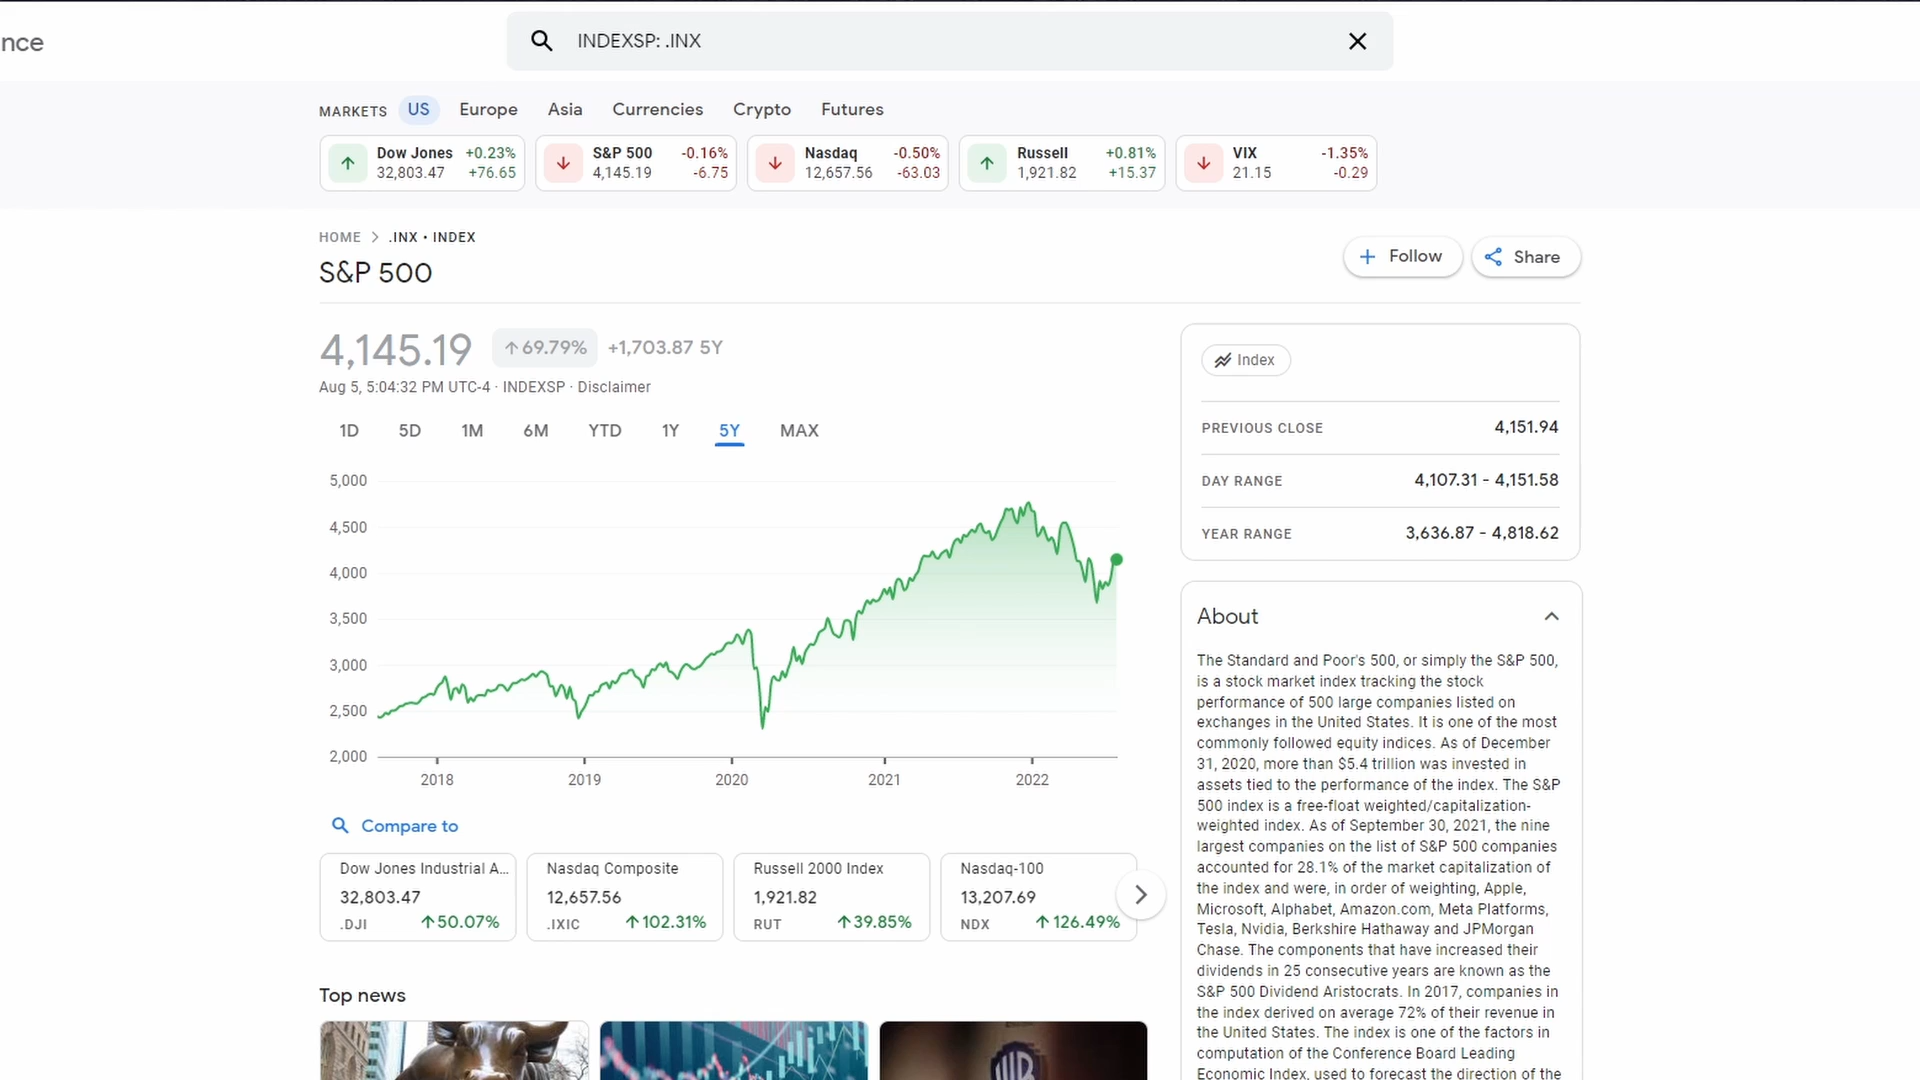 nce
INDEXSP: .INX
MARKETS US Europe Asia Currencies Crypto Futures
Dow Jones +0.23%
32,803.47 +76.65
S&P 500 -0.16%
4,145.19 -6.75
Nasdaq -0.50%
12,657.56 -63.03
Russell +0.81%
1,921.82 +15.37
VIX -1.35%
21.15 -0.29
HOME .INX • INDEX
S&P 500
Follow
Share
4,145.19 69.79% +1,703.87 5Y
Aug 5, 5:04:32 PM UTC-4 · INDEXSP · Disclaimer
1D 5D 1M 6M YTD 1Y 5Y MAX
5,000
4,500
4,000
3,500
3,000
2,500
2,000
2018 2019 2020 2021 2022
Compare to
Dow Jones Industrial A...
32,803.47
.DJI 50.07%
Nasdaq Composite
12,657.56
.IXIC 102.31%
Russell 2000 Index
1,921.82
RUT 39.85%
Nasdaq-100
13,207.69
NDX 126.49%
Top news
Index
PREVIOUS CLOSE 4,151.94
DAY RANGE 4,107.31 - 4,151.58
YEAR RANGE 3,636.87 - 4,818.62
About
The Standard and Poor's 500, or simply the S&P 500,
is a stock market index tracking the stock
performance of 500 large companies listed on
exchanges in the United States. It is one of the most
commonly followed equity indices. As of December
31, 2020, more than $5.4 trillion was invested in
assets tied to the performance of the index. The S&P
500 index is a free-float weighted/capitalization-
weighted index. As of September 30, 2021, the nine
largest companies on the list of S&P 500 companies
accounted for 28.1% of the market capitalization of
the index and were, in order of weighting, Apple,
Microsoft, Alphabet, Amazon.com, Meta Platforms,
Tesla, Nvidia, Berkshire Hathaway and JPMorgan
Chase. The components that have increased their
dividends in 25 consecutive years are known as the
S&P 500 Dividend Aristocrats. In 2017, companies in
the index derived on average 72% of their revenue in
the United States. The index is one of the factors in
computation of the Conference Board Leading
Economic Index, used to forecast the direction of the